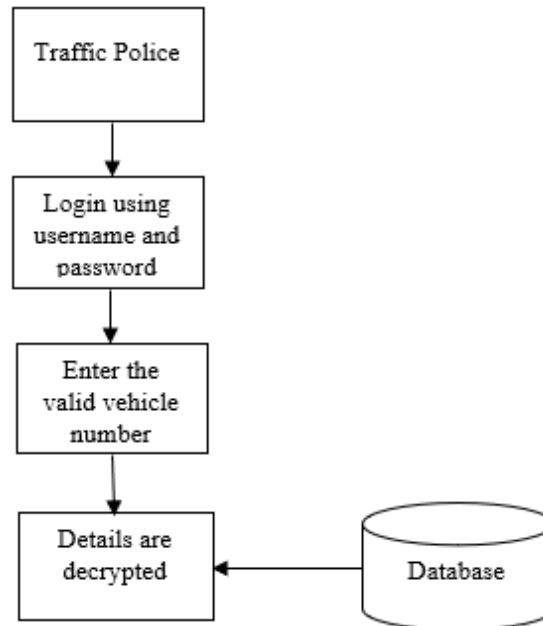 Traffic Police
Login using
username and
password
Enter the
valid vehicle
number
Details are
decrypted
Database